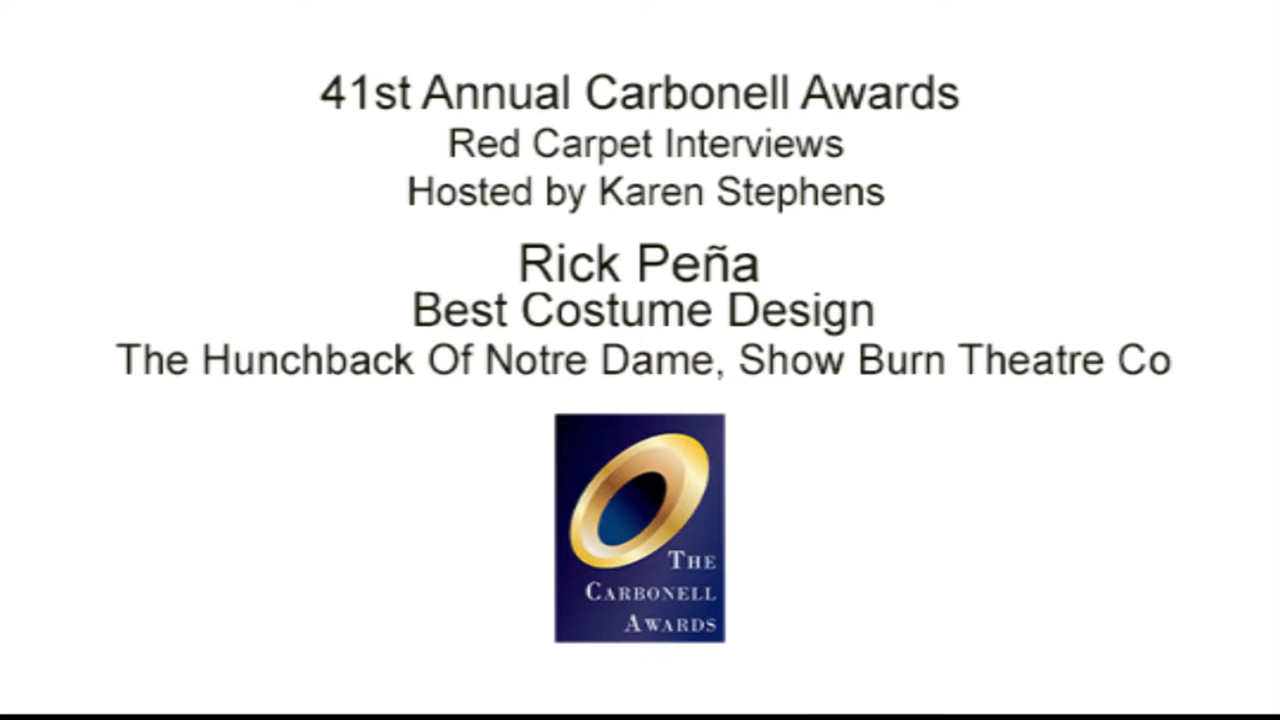 41st Annual Carbonell Awards
Red Carpet Interviews
Hosted by Karen Stephens
Rick Peña
Best Costume Design
The Hunchback Of Notre Dame, Show Burn Theatre Co
THE
CARBONELL
AWARDS